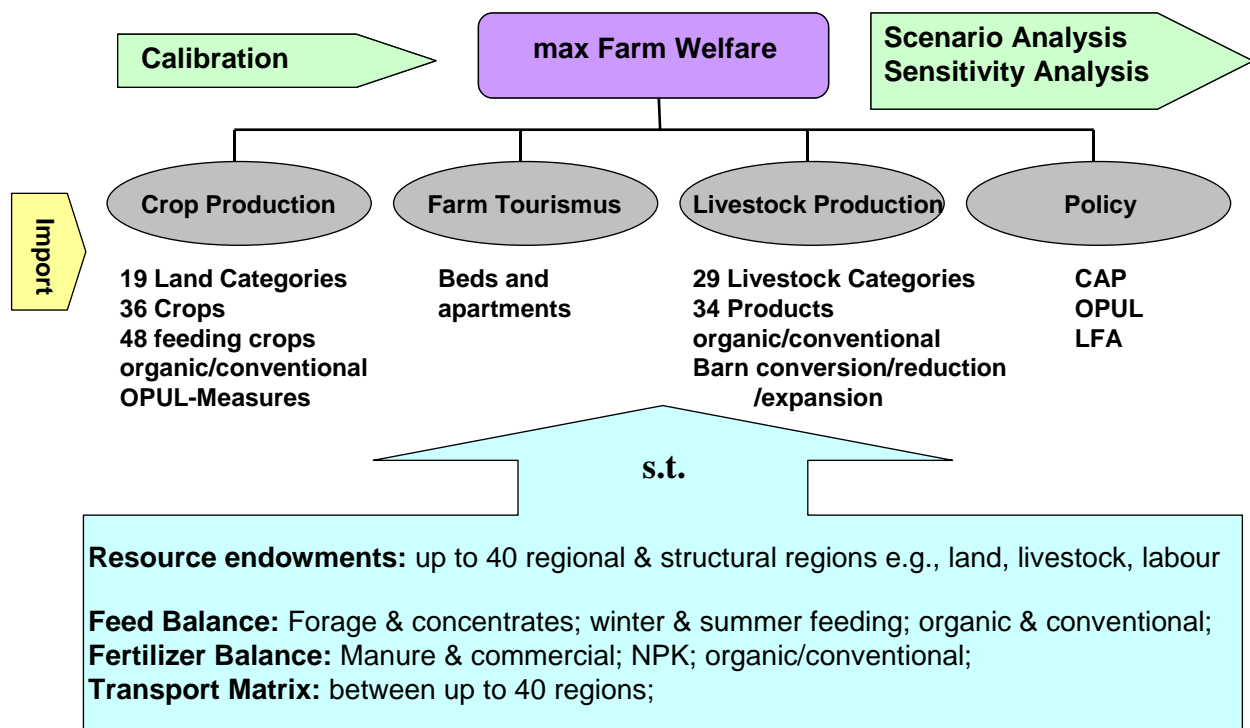 Calibration
max Farm Welfare
Scenario Analysis
Sensitivity Analysis
Import
Crop Production
Farm Tourismus
Livestock Production
Policy
19 Land Categories
36 Crops
48 feeding crops
organic/conventional
OPUL-Measures
Beds and
apartments
29 Livestock Categories
34 Products
organic/conventional
Barn conversion/reduction
/expansion
CAP
OPUL
LFA
s.t.
Resource endowments: up to 40 regional & structural regions e.g., land, livestock, labour
Feed Balance: Forage & concentrates; winter & summer feeding; organic & conventional;
Fertilizer Balance: Manure & commercial; NPK; organic/conventional;
Transport Matrix: between up to 40 regions;